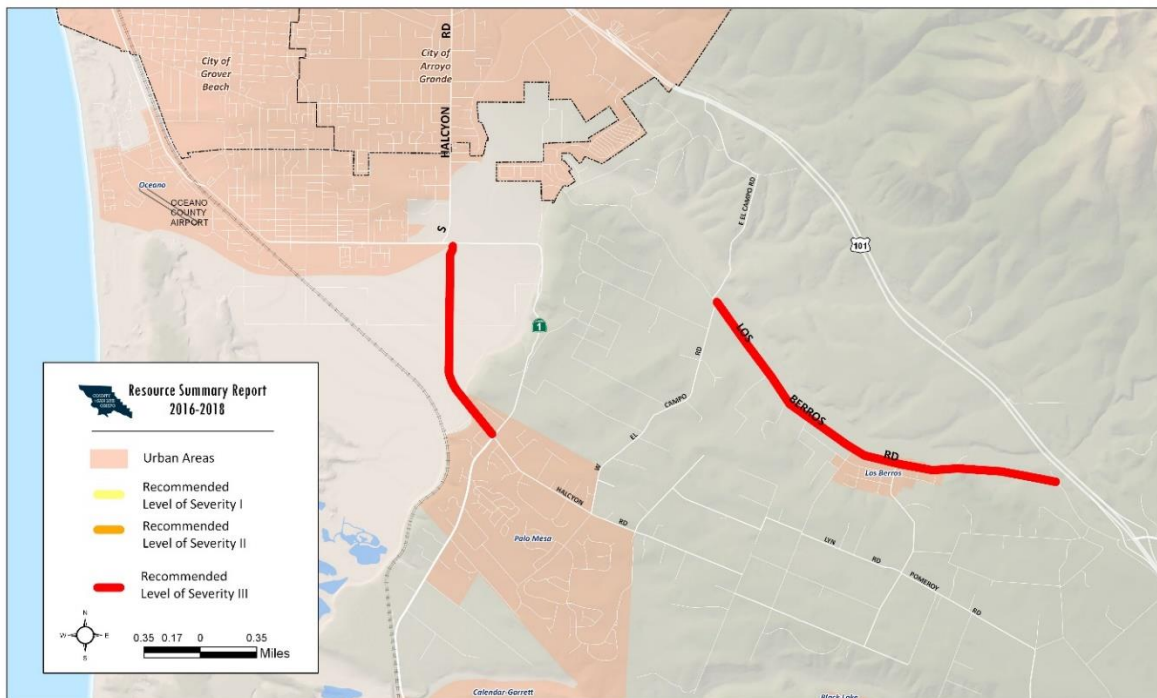 RD
City of
Grover
Beach
City of
Arroyo
Grande
HALCYON
Oceano
OCEANO
COUNTY
AIRPORT
S
E EL CAMPO RD
101
1
LOS
BERROS
RD
RD
CAMPO
EL
W
Los Berros
HALCYON
RD
Palo Mesa
LYN
RD
POMEROY
RD
Calendar-Garrett
Black Lake
Resource Summary Report
2016-2018
Urban Areas
Recommended
Level of Severity I
Recommended
Level of Severity II
Recommended
Level of Severity III
N
W
E
S
0.35 0.17 0 0.35
Miles